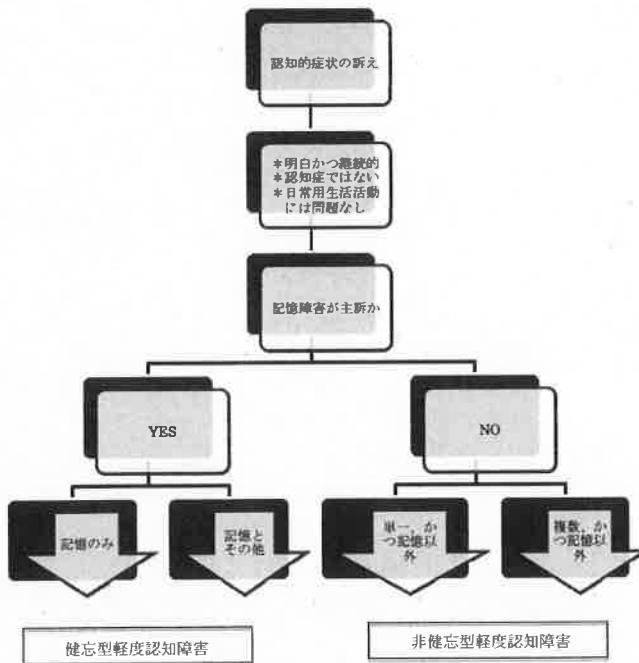 認知的症状の訴え
＊明白かつ継続的
＊認知症ではない
＊日常用生活活動
には問題なし
記憶障害が主訴か
YES
NO
記憶のみ
記憶と
その他
単一、か
つ記憶以
外
複数、か
つ記憶以
外
健忘型軽度認知障害
非健忘型軽度認知障害